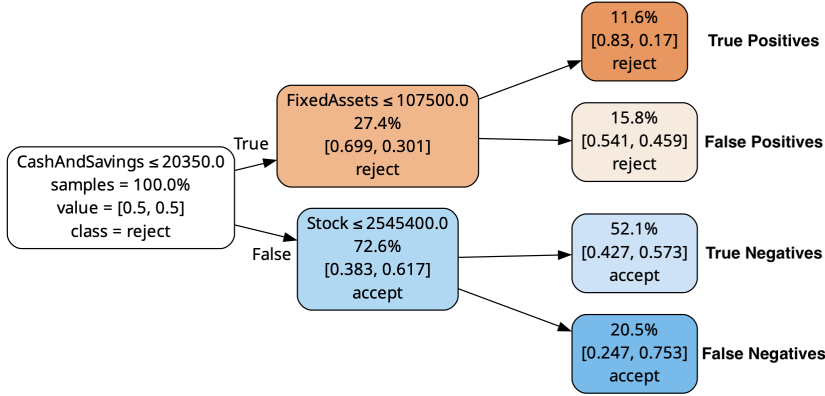 CashAndSavings ≤ 20350.0
samples = 100.0%
value = [0.5, 0.5]
class = reject
True
False
FixedAssets ≤ 107500.0
27.4%
[0.699, 0.301]
reject
Stock ≤ 2545400.0
72.6%
[0.383, 0.617]
accept
11.6%
[0.83, 0.17]
reject
True Positives
15.8%
[0.541, 0.459]
reject
False Positives
52.1%
[0.427, 0.573]
accept
True Negatives
20.5%
[0.247, 0.753]
accept
False Negatives